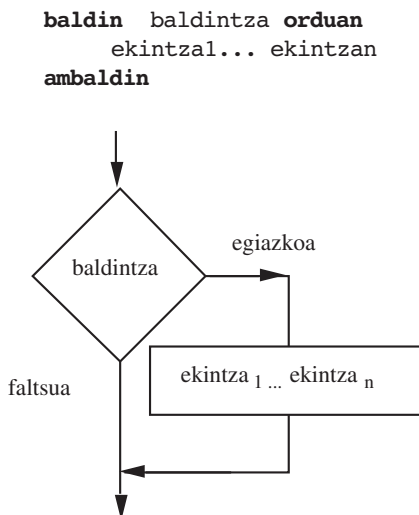 baldin baldintza orduan
ekintza1... ekintzan
ambaldin
egiazkoa
baldintza
faltsua
ekintza 1 ... ekintza n